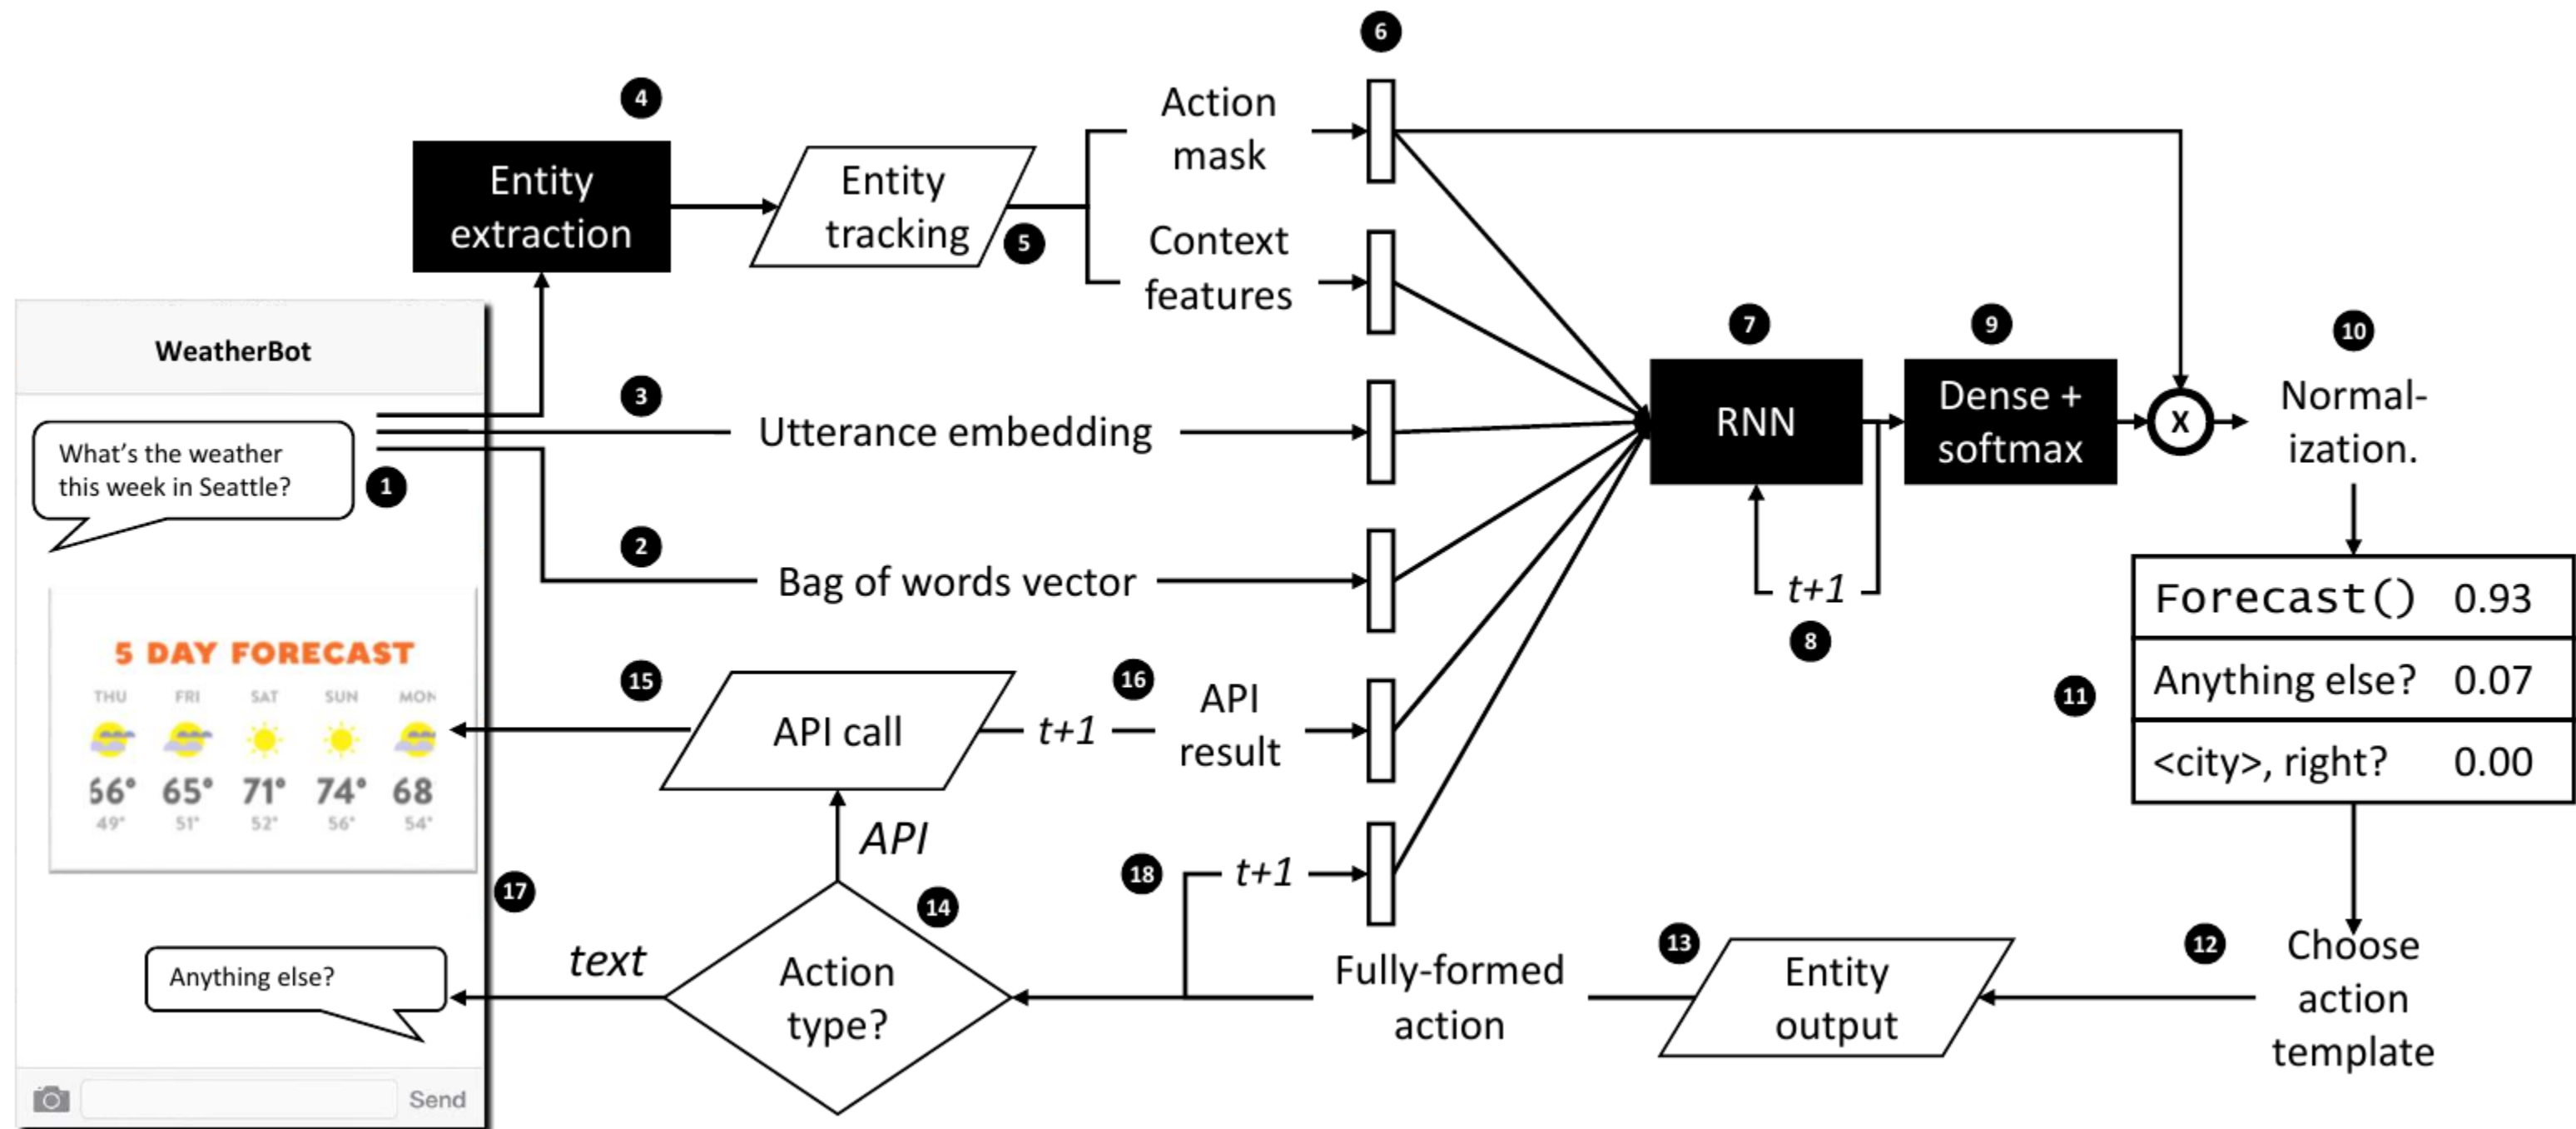 6
4
Action
mask
Entity
extraction
Entity
tracking
5
Context
features
WeatherBot
What's the weather
this week in Seattle?
1
3
Utterance embedding
2
Bag of words vector
7
RNN
t+1
8
9
Dense +
softmax
X
10
Normal-
ization.
Forecast() 0.93
Anything else? 0.07
<city>, right? 0.00
11
5 DAY FORECAST
THU FRI SAT SUN MON
66° 65° 71° 74° 68
49° 51° 52° 56° 54°
15
API call
16
t+1
API
result
API
17
14
18
t+1
text
Action
type?
Fully-formed
action
13
Entity
output
12
Choose
action
template
Anything else?
Send